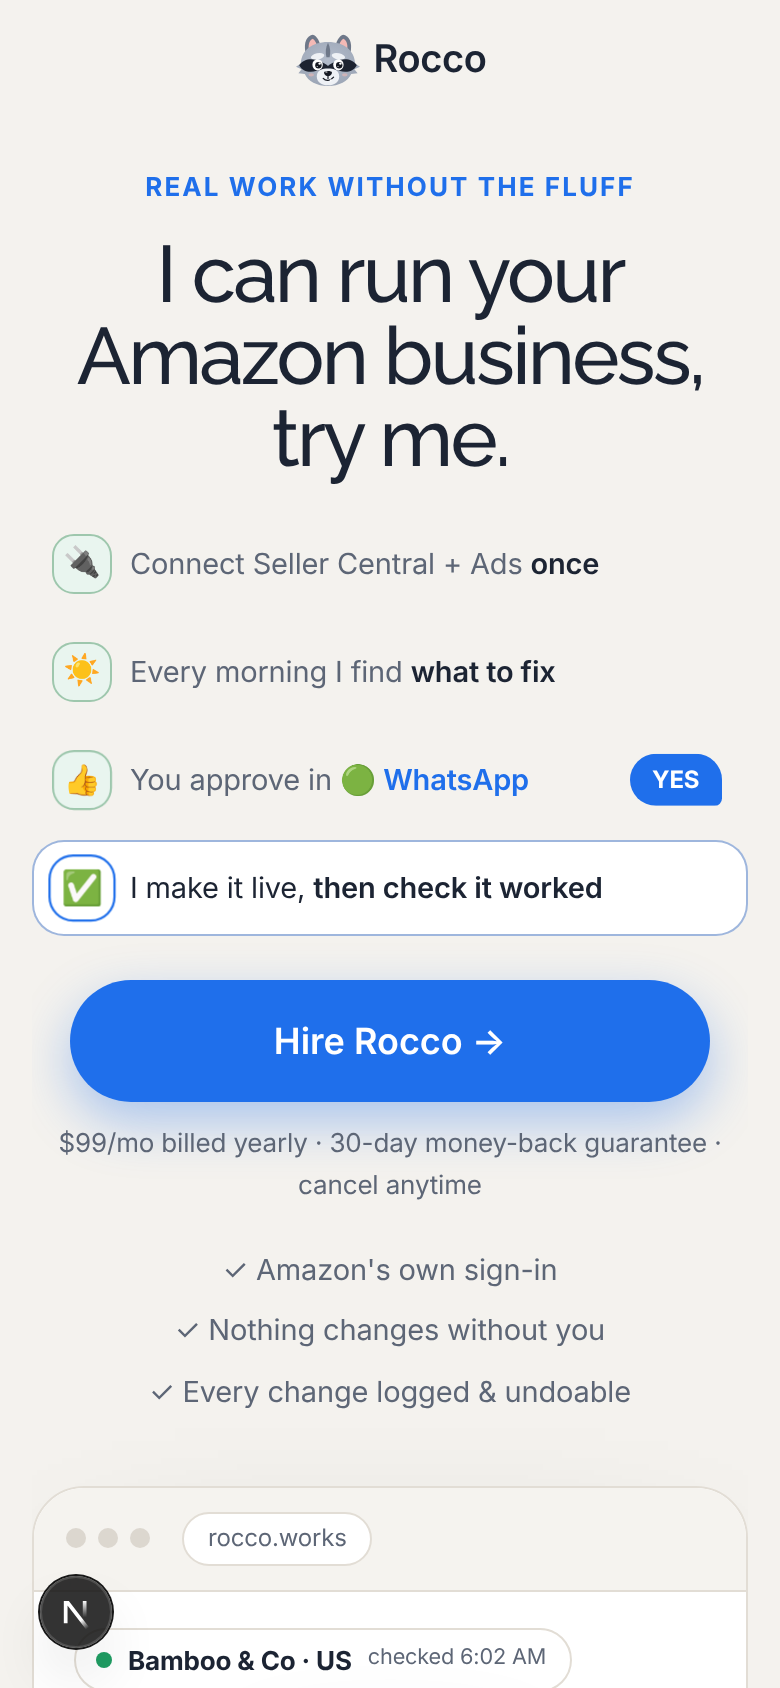 Rocco
REAL WORK WITHOUT THE FLUFF
I can run your
Amazon business,
try me.
Connect Seller Central + Ads once
Every morning I find what to fix
You approve in WhatsApp
YES
I make it live, then check it worked
Hire Rocco →
$99/mo billed yearly · 30-day money-back guarantee ·
cancel anytime
✓ Amazon's own sign-in
✓ Nothing changes without you
✓ Every change logged & undoable
rocco.works
N
Bamboo & Co · US checked 6:02 AM